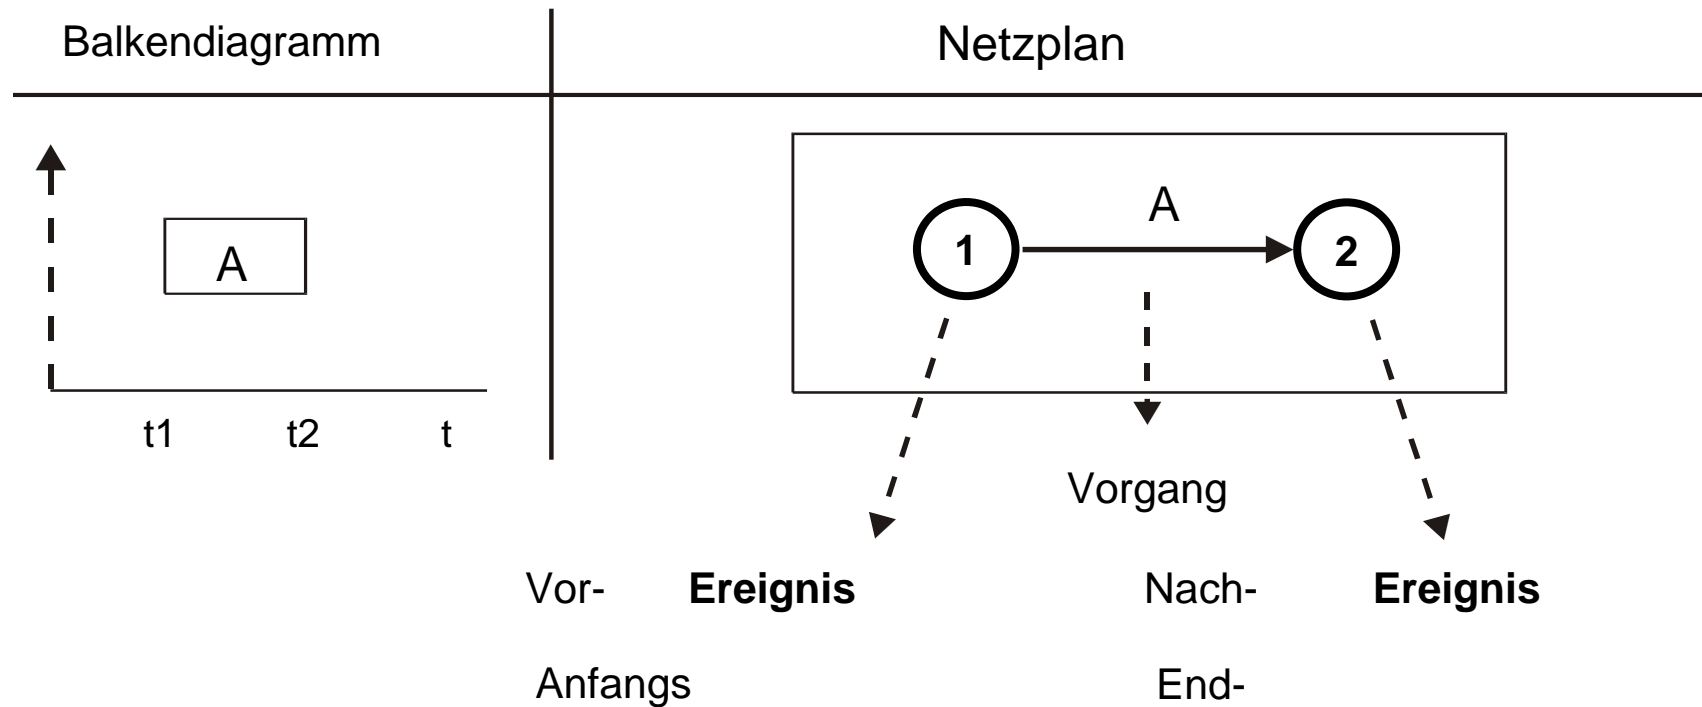 Balkendiagramm
Netzplan
A
t1 t2 t
A
1 2
Vorgang
Vor- Ereignis Nach- Ereignis
Anfangs End-